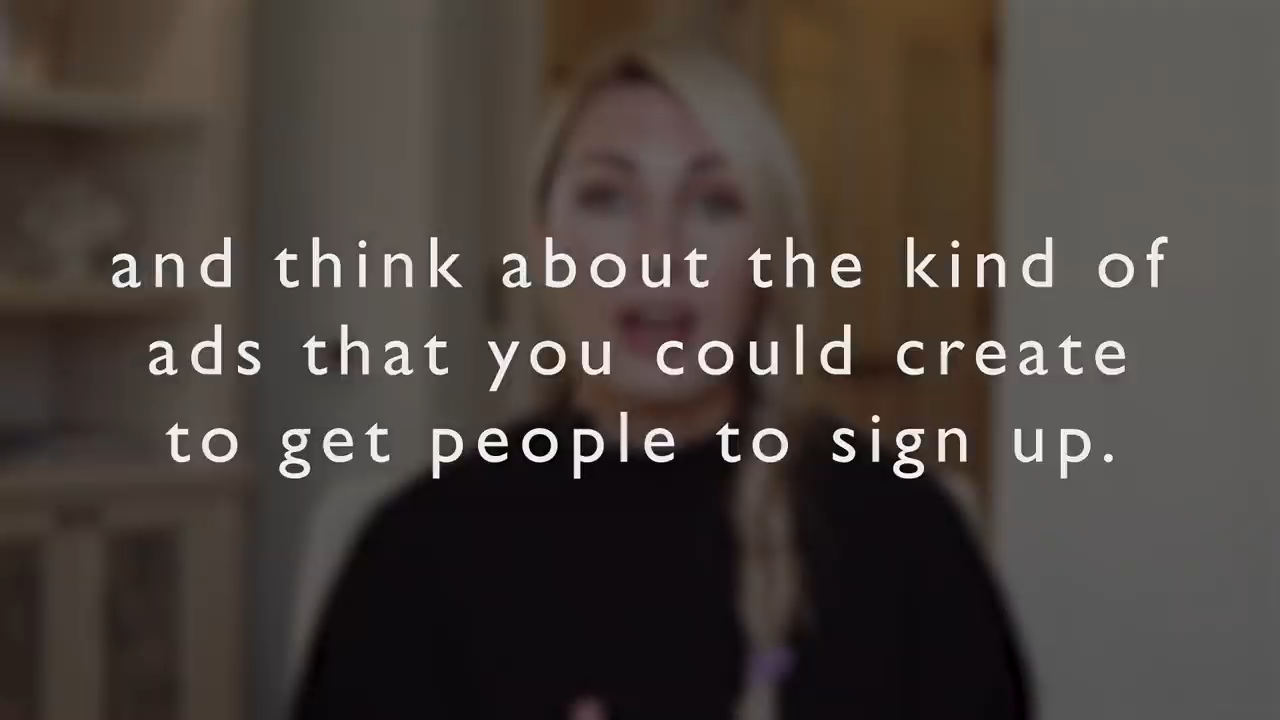 and think about the kind of
ads that you could create
to get people to sign up.